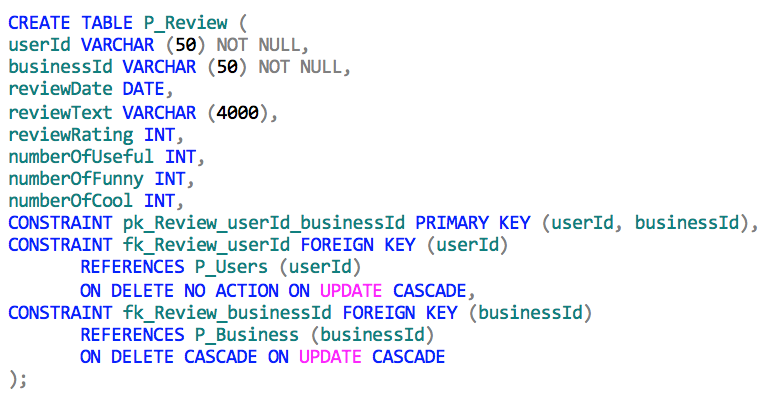 CREATE TABLE P_Review (
userId VARCHAR (50) NOT NULL,
businessId VARCHAR (50) NOT NULL,
reviewDate DATE,
reviewText VARCHAR (4000),
reviewRating INT,
numberOfUseful INT,
numberOfFunny INT,
numberOfCool INT,
CONSTRAINT pk_Review_userId_businessId PRIMARY KEY (userId, businessId),
CONSTRAINT fk_Review_userId FOREIGN KEY (userId)
REFERENCES P_Users (userId)
ON DELETE NO ACTION ON UPDATE CASCADE,
CONSTRAINT fk_Review_businessId FOREIGN KEY (businessId)
REFERENCES P_Business (businessId)
ON DELETE CASCADE ON UPDATE CASCADE
);